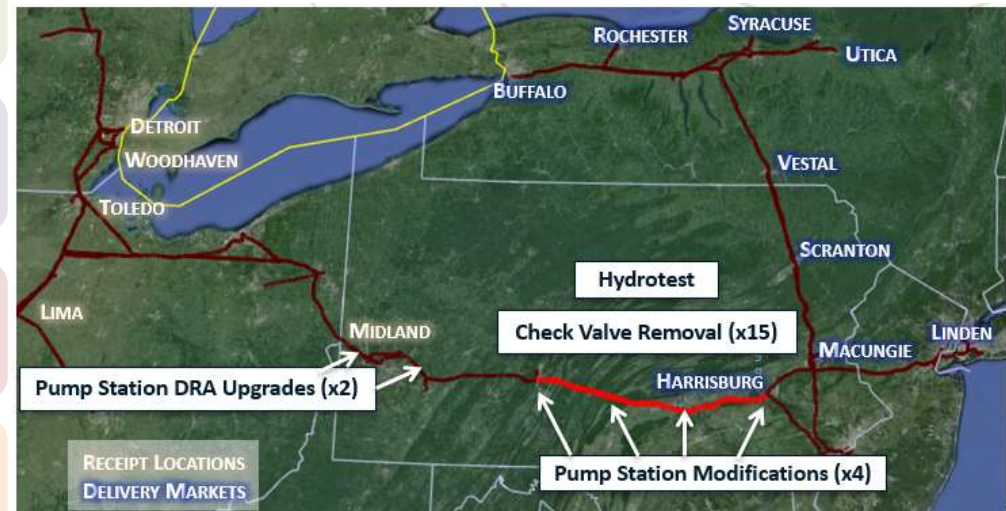 ROCHESTER
SYRACUSE
UTICA
BUFFALO
DETROIT
WOODHAVEN
VESTAL
TOLEDO
SCRANTON
Hydrotest
LIMA
MIDLAND
Check Valve Removal (x15)
LINDEN
MACUNGIE
Pump Station DRA Upgrades (x2)
HARRISBURG
RECEIPT LOCATIONS
DELIVERY MARKETS
Pump Station Modifications (x4)